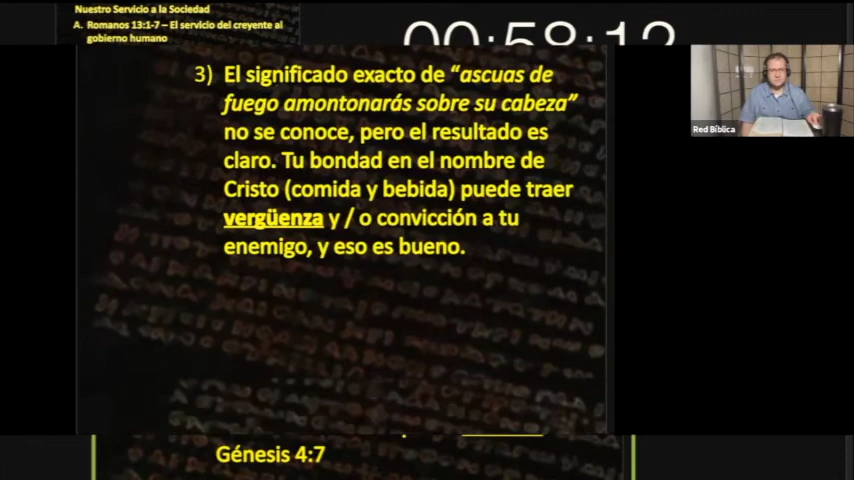 Nuestro Servicio a la Sociedad
A. Romanos 13:1-7 – El servicio del creyente al
gobierno humano
00:58:12
3) El significado exacto de “ascuas de
fuego amontonarás sobre su cabeza”
no se conoce, pero el resultado es
claro. Tu bondad en el nombre de
Cristo (comida y bebida) puede traer
vergüenza y / o convicción a tu
enemigo, y eso es bueno.
Red Bíblica
Génesis 4:7